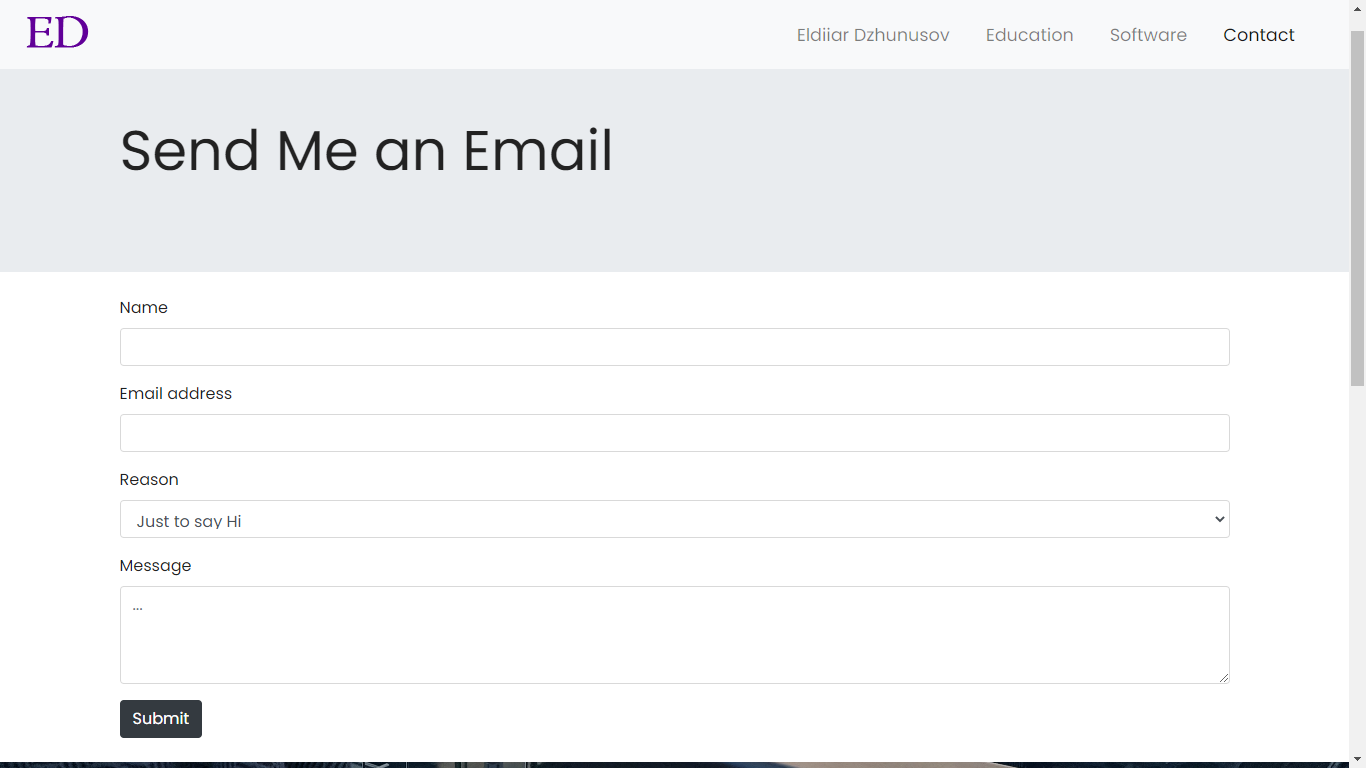 ED
Eldiiar Dzhunusov Education Software Contact
Send Me an Email
Name
Email address
Reason
Just to say Hi
Message
...
Submit